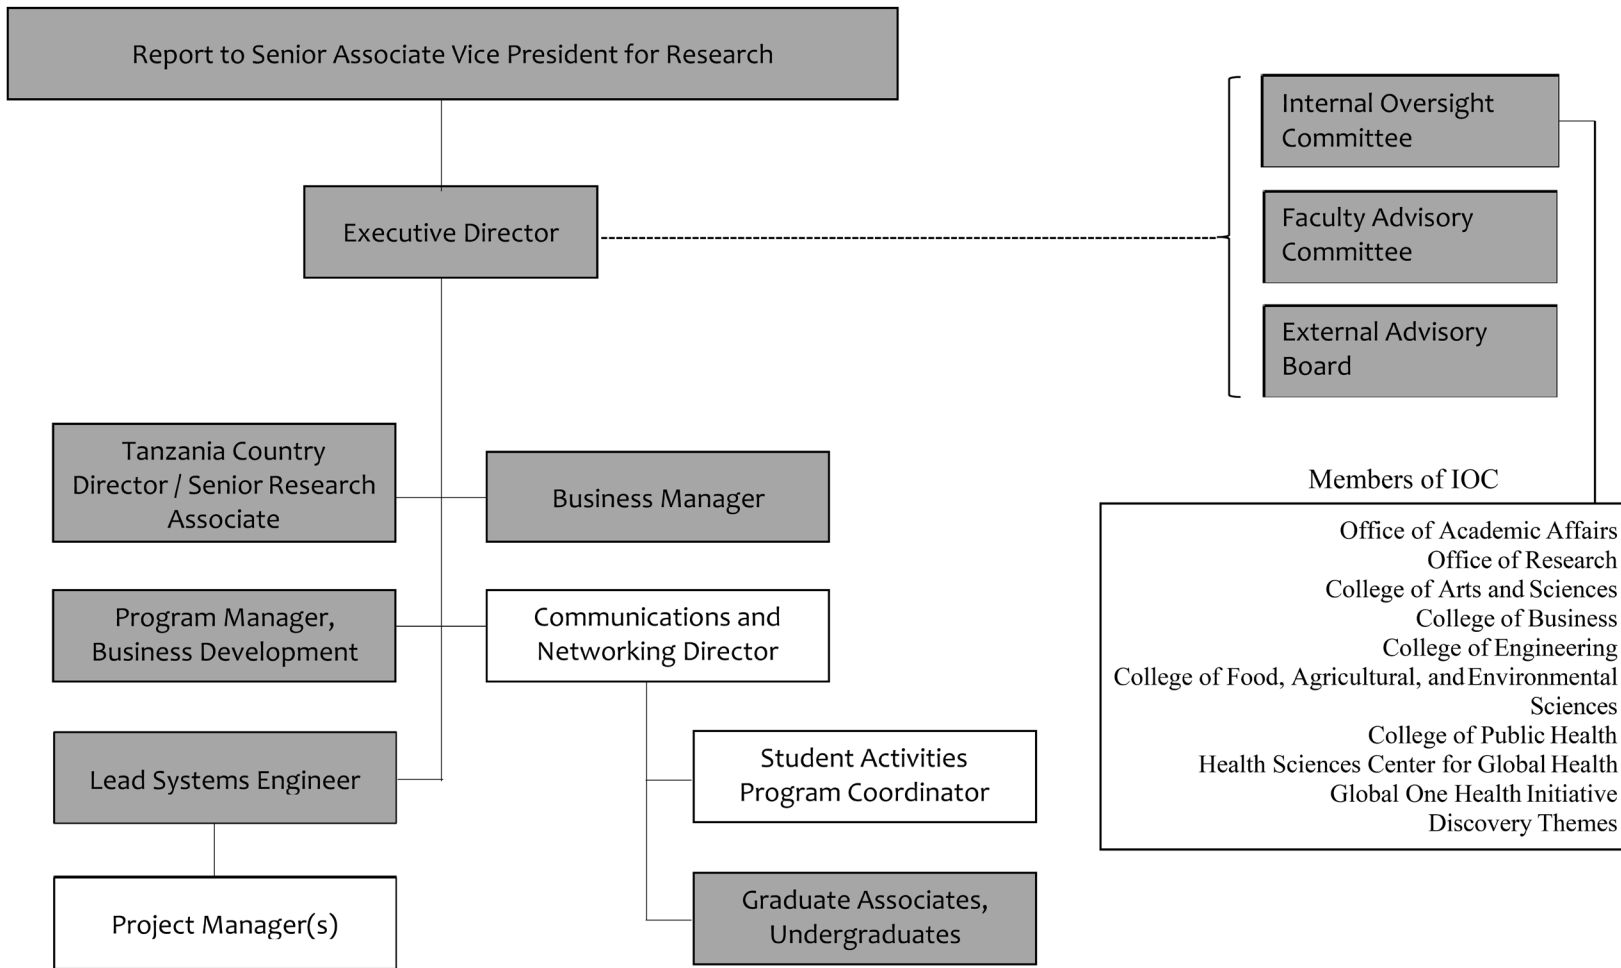 Report to Senior Associate Vice President for Research
Internal Oversight
Committee
Executive Director
Faculty Advisory
Committee
External Advisory
Board
Tanzania Country
Director / Senior Research
Associate
Business Manager
Program Manager,
Business Development
Communications and
Networking Director
Lead Systems Engineer
Student Activities
Program Coordinator
Project Manager(s)
Graduate Associates,
Undergraduates
Members of IOC
Office of Academic Affairs
Office of Research
College of Arts and Sciences
College of Business
College of Engineering
College of Food, Agricultural, and Environmental
Sciences
College of Public Health
Health Sciences Center for Global Health
Global One Health Initiative
Discovery Themes